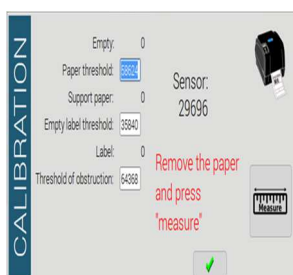 CALIBRATION
Empty: 0
Paper threshold: 58624
Support paper: 0
Empty label threshold: 35840
Label: 0
Threshold of obstruction: 64368
Sensor:
29696
Remove the paper
and press
"measure"
Measure